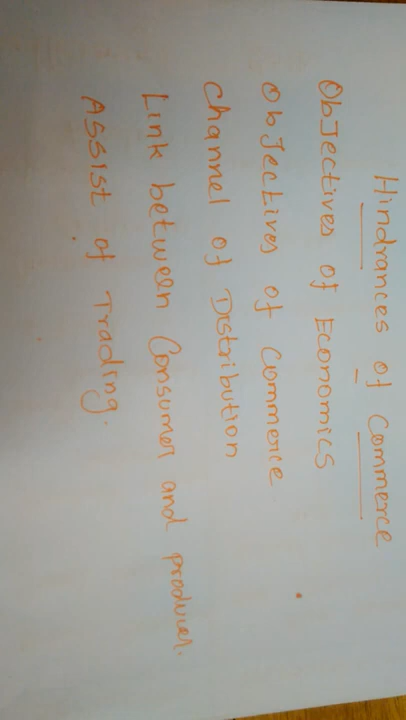 Hindrances of Commerce
Objectives of Economics
Objectives of Commerce
Channel of Distribution
Link between Consumer and producer.
Assist of Trading.